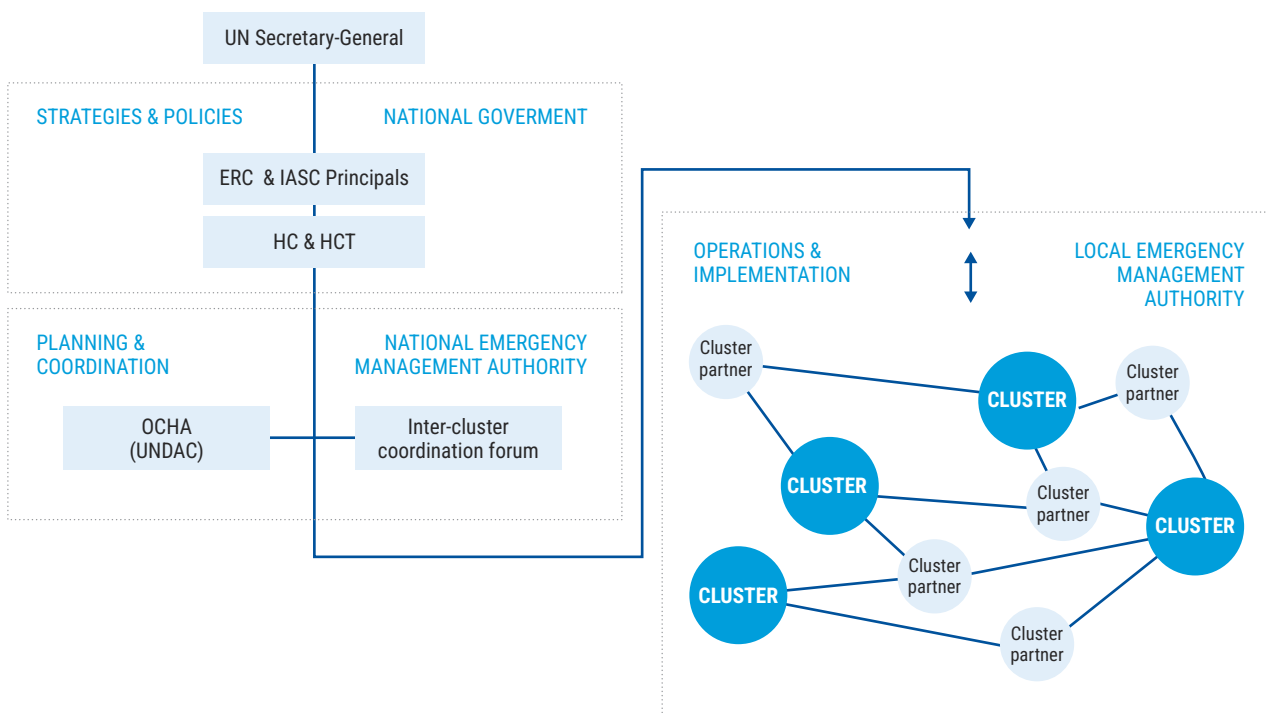 UN Secretary-General
STRATEGIES & POLICIES
NATIONAL GOVERMENT
ERC & IASC Principals
HC & HCT
PLANNING &
COORDINATION
NATIONAL EMERGENCY
MANAGEMENT AUTHORITY
OCHA
(UNDAC)
Inter-cluster
coordination forum
OPERATIONS &
IMPLEMENTATION
LOCAL EMERGENCY
MANAGEMENT
AUTHORITY
Cluster
partner
CLUSTER
Cluster
partner
CLUSTER
Cluster
partner
CLUSTER
Cluster
partner
CLUSTER
Cluster
partner